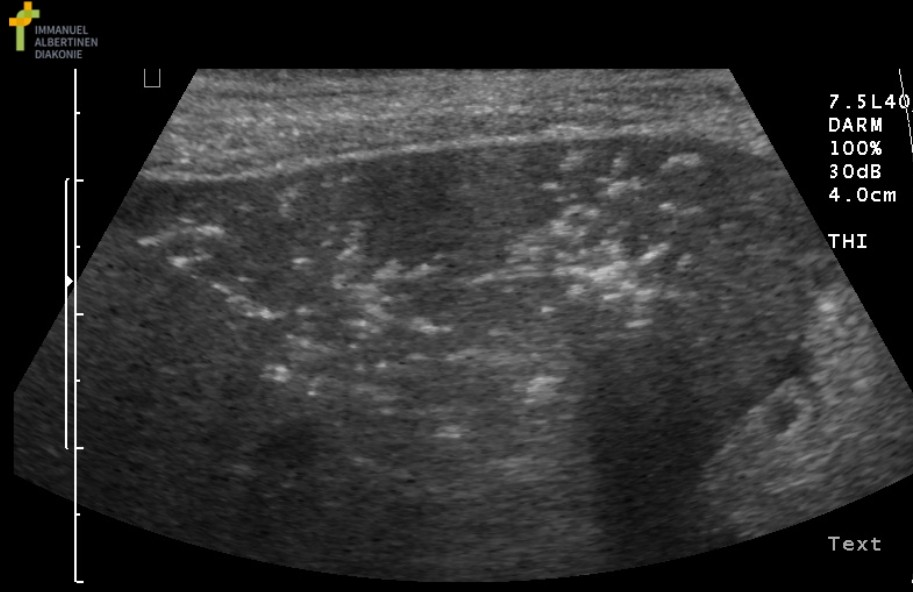 IMMANUEL
ALBERTINEN
DIAKONIE
7.5L40
DARM
100%
30dB
4.0cm
THI
Text